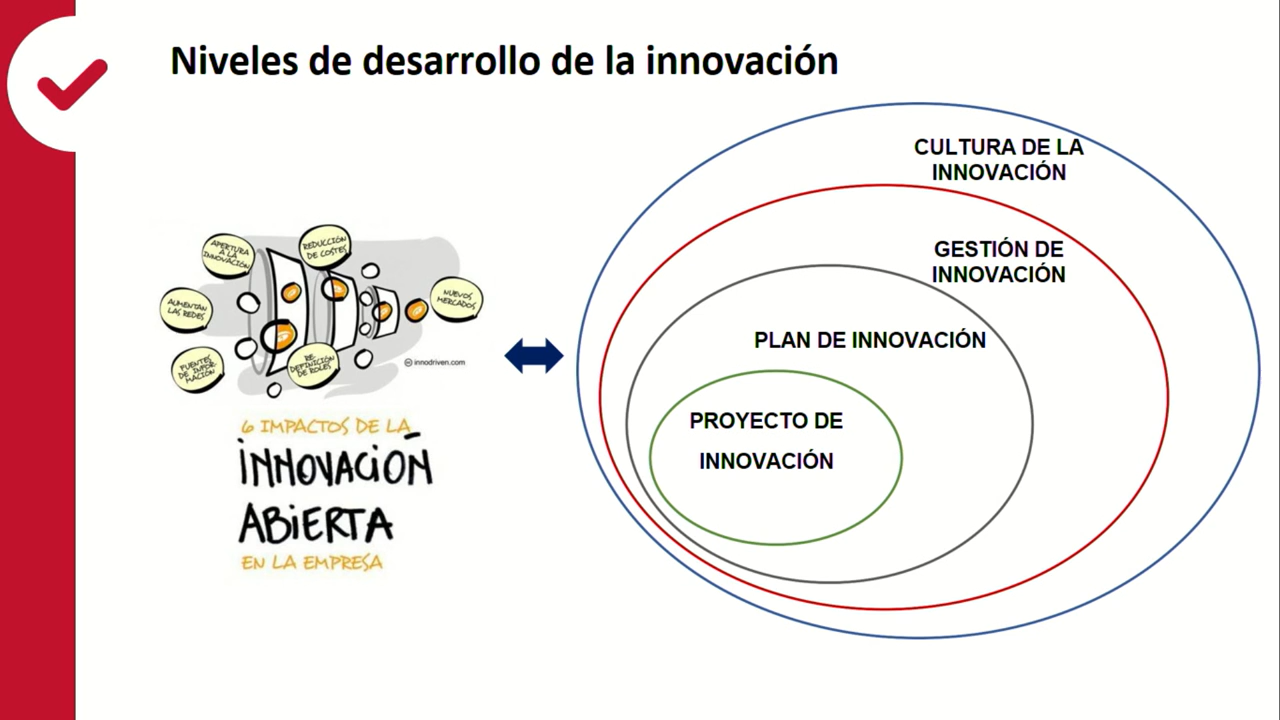 Niveles de desarrollo de la innovación
APERTURA
A LA
INNOVACIÓN
REDUCCIÓN
DE COSTES
AUMENTAN
LAS REDES
NUEVOS
MERCADOS
FUENTES
DE INFOR
MACIÓN
RE
DEFINICIÓN
DE ROLES
innodriven.com
6 IMPACTOS DE LA
INNOVACIÓN
ABIERTA
EN LA EMPRESA
CULTURA DE LA
INNOVACIÓN
GESTIÓN DE
INNOVACIÓN
PLAN DE INNOVACIÓN
PROYECTO DE
INNOVACIÓN